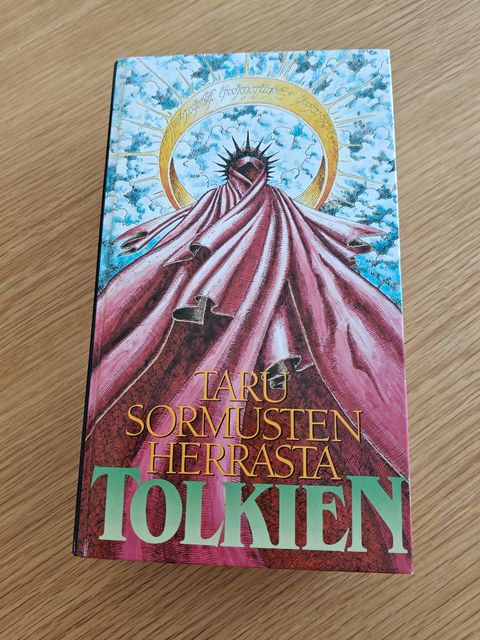 TARU
SORMUSTEN
HERRASTA
TOLKIEN